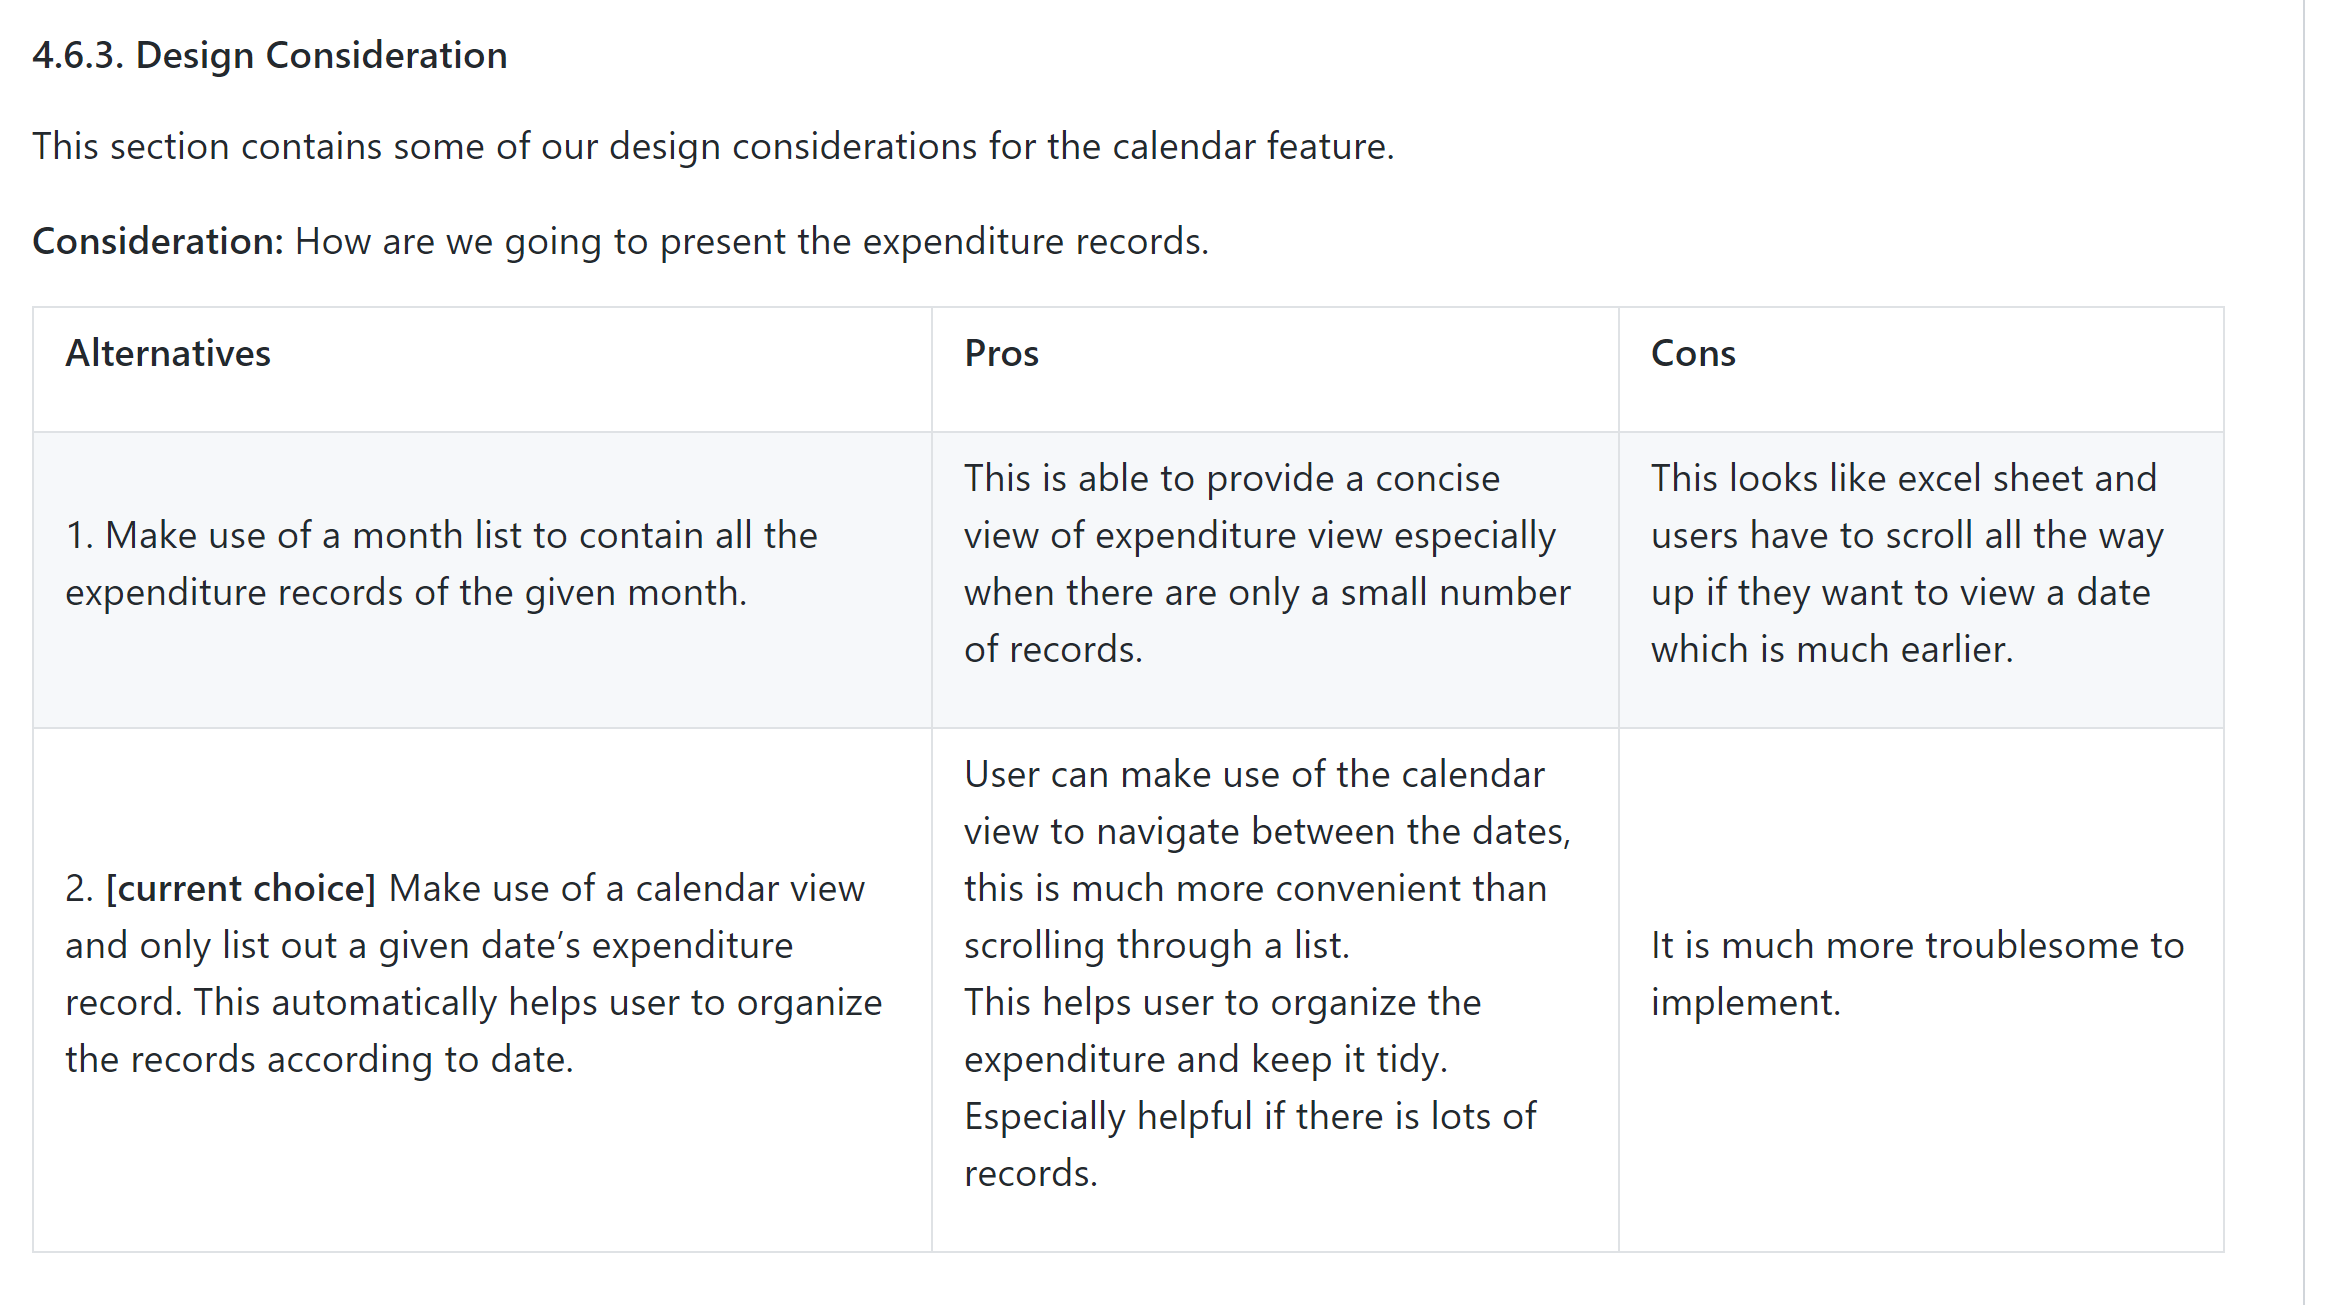 4.6.3. Design Consideration
This section contains some of our design considerations for the calendar feature.
Consideration: How are we going to present the expenditure records.
Alternatives
Pros
Cons
1. Make use of a month list to contain all the
expenditure records of the given month.
This is able to provide a concise
view of expenditure view especially
when there are only a small number
of records.
This looks like excel sheet and
users have to scroll all the way
up if they want to view a date
which is much earlier.
2. [current choice] Make use of a calendar view
and only list out a given date’s expenditure
record. This automatically helps user to organize
the records according to date.
User can make use of the calendar
view to navigate between the dates,
this is much more convenient than
scrolling through a list.
This helps user to organize the
expenditure and keep it tidy.
Especially helpful if there is lots of
records.
It is much more troublesome to
implement.